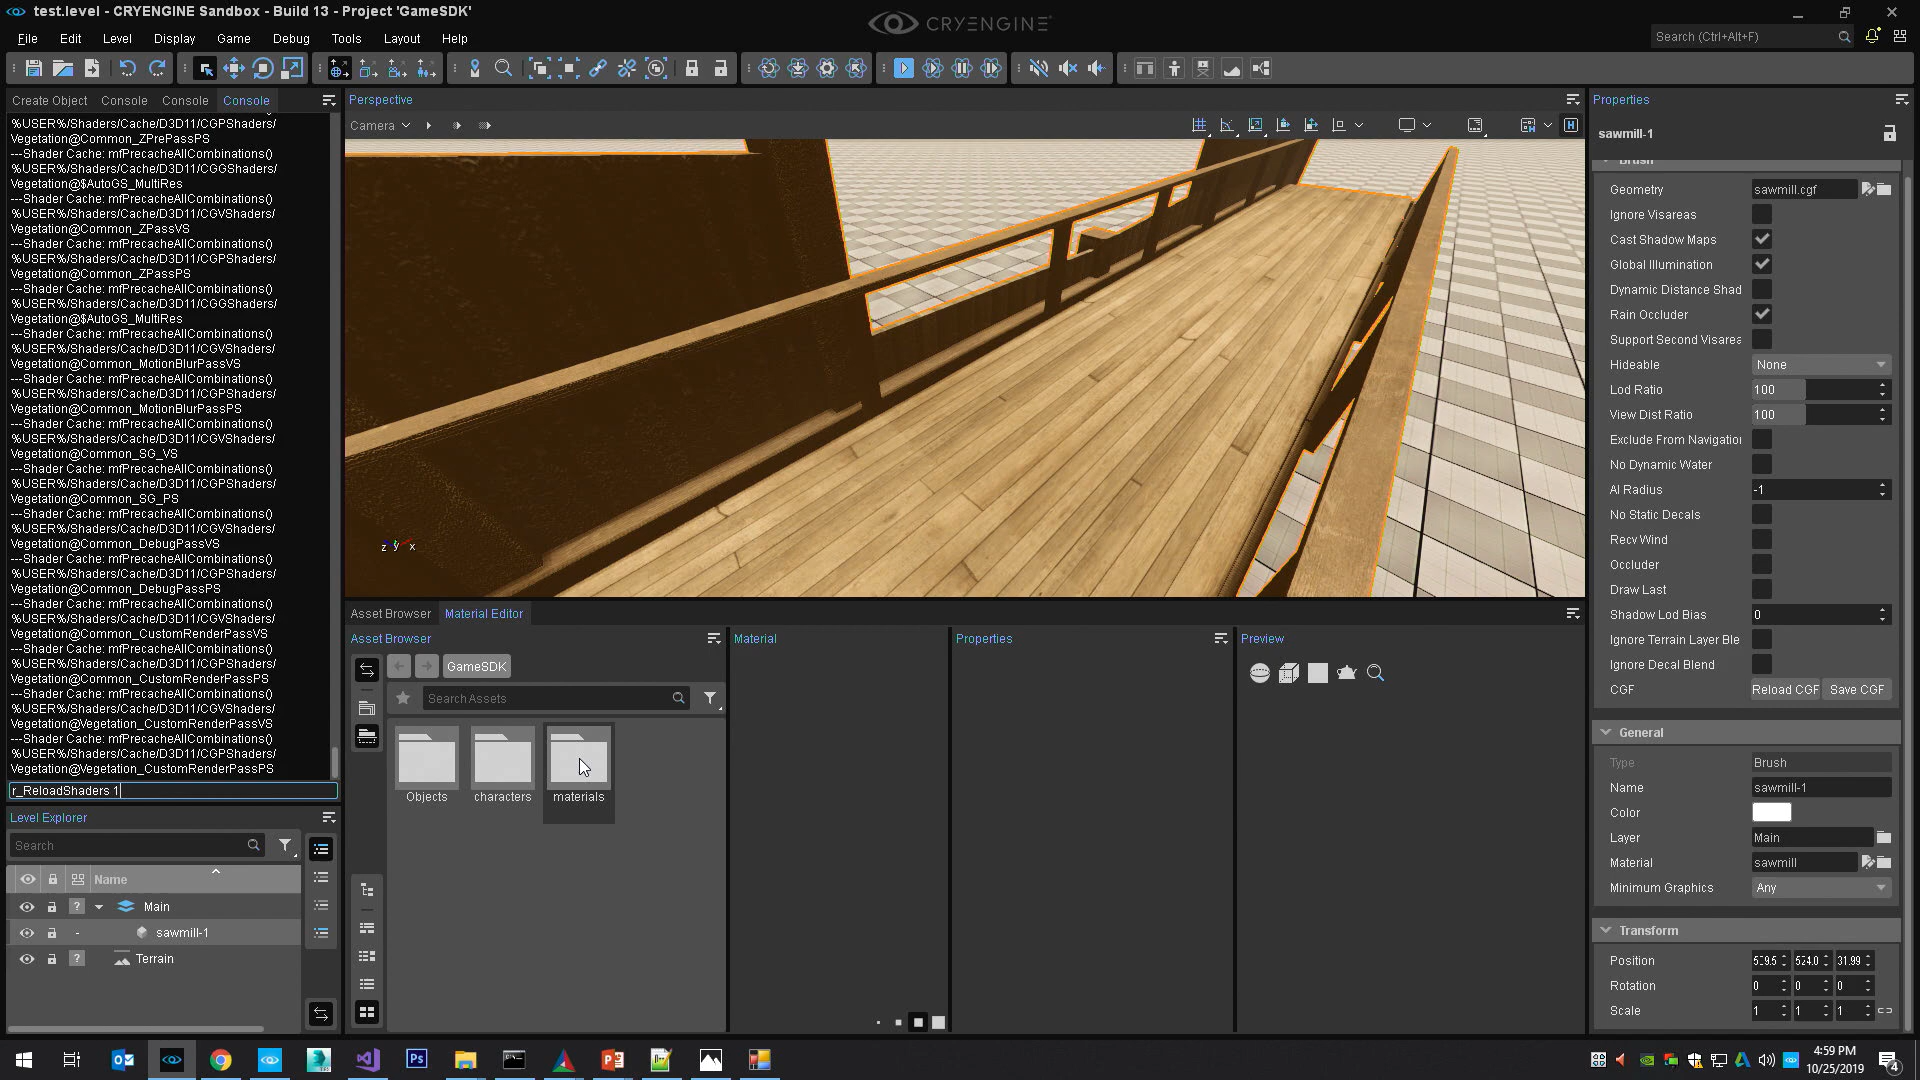 test.level - CRYENGINE Sandbox - Build 13 - Project 'GameSDK'
CRYENGINE
File Edit Level Display Game Debug Tools Layout Help
Search (Ctrl+Alt+F)
Create Object Console Console Console
%USER%/Shaders/Cache/D3D11/CGPShaders/
Vegetation@Common_ZPrePassPS
---Shader Cache: mfPrecacheAllCombinations()
%USER%/Shaders/Cache/D3D11/CGGShaders/
Vegetation@$AutoGS_MultiRes
---Shader Cache: mfPrecacheAllCombinations()
%USER%/Shaders/Cache/D3D11/CGVShaders/
Vegetation@Common_ZPassVS
---Shader Cache: mfPrecacheAllCombinations()
%USER%/Shaders/Cache/D3D11/CGPShaders/
Vegetation@Common_ZPassPS
---Shader Cache: mfPrecacheAllCombinations()
%USER%/Shaders/Cache/D3D11/CGGShaders/
Vegetation@$AutoGS_MultiRes
---Shader Cache: mfPrecacheAllCombinations()
%USER%/Shaders/Cache/D3D11/CGVShaders/
Vegetation@Common_MotionBlurPassVS
---Shader Cache: mfPrecacheAllCombinations()
%USER%/Shaders/Cache/D3D11/CGPShaders/
Vegetation@Common_MotionBlurPassPS
---Shader Cache: mfPrecacheAllCombinations()
%USER%/Shaders/Cache/D3D11/CGVShaders/
Vegetation@Common_SG_VS
---Shader Cache: mfPrecacheAllCombinations()
%USER%/Shaders/Cache/D3D11/CGPShaders/
Vegetation@Common_SG_PS
---Shader Cache: mfPrecacheAllCombinations()
%USER%/Shaders/Cache/D3D11/CGVShaders/
Vegetation@Common_DebugPassVS
---Shader Cache: mfPrecacheAllCombinations()
%USER%/Shaders/Cache/D3D11/CGPShaders/
Vegetation@Common_DebugPassPS
---Shader Cache: mfPrecacheAllCombinations()
%USER%/Shaders/Cache/D3D11/CGVShaders/
Vegetation@Common_CustomRenderPassVS
---Shader Cache: mfPrecacheAllCombinations()
%USER%/Shaders/Cache/D3D11/CGPShaders/
Vegetation@Common_CustomRenderPassPS
---Shader Cache: mfPrecacheAllCombinations()
%USER%/Shaders/Cache/D3D11/CGVShaders/
Vegetation@Vegetation_CustomRenderPassVS
---Shader Cache: mfPrecacheAllCombinations()
%USER%/Shaders/Cache/D3D11/CGPShaders/
Vegetation@Vegetation_CustomRenderPassPS
r_ReloadShaders 1
Level Explorer
Search
Name
? Main
- sawmill-1
? Terrain
Perspective
Camera
z y x
Asset Browser Material Editor
Asset Browser
GameSDK
Search Assets
Objects characters materials
Material
Properties
Preview
Properties
sawmill-1
Brush
Geometry sawmill.cgf
Ignore Visareas
Cast Shadow Maps
Global Illumination
Dynamic Distance Shad
Rain Occluder
Support Second Visarea
Hideable None
Lod Ratio 100
View Dist Ratio 100
Exclude From Navigation
No Dynamic Water
AI Radius -1
No Static Decals
Recv Wind
Occluder
Draw Last
Shadow Lod Bias 0
Ignore Terrain Layer Ble
Ignore Decal Blend
CGF Reload CGF Save CGF
General
Type Brush
Name sawmill-1
Color
Layer Main
Material sawmill
Minimum Graphics Any
Transform
Position 524.0 31.99
Rotation 0 0 0
Scale 1 1 1
4:59 PM
10/25/2019
4